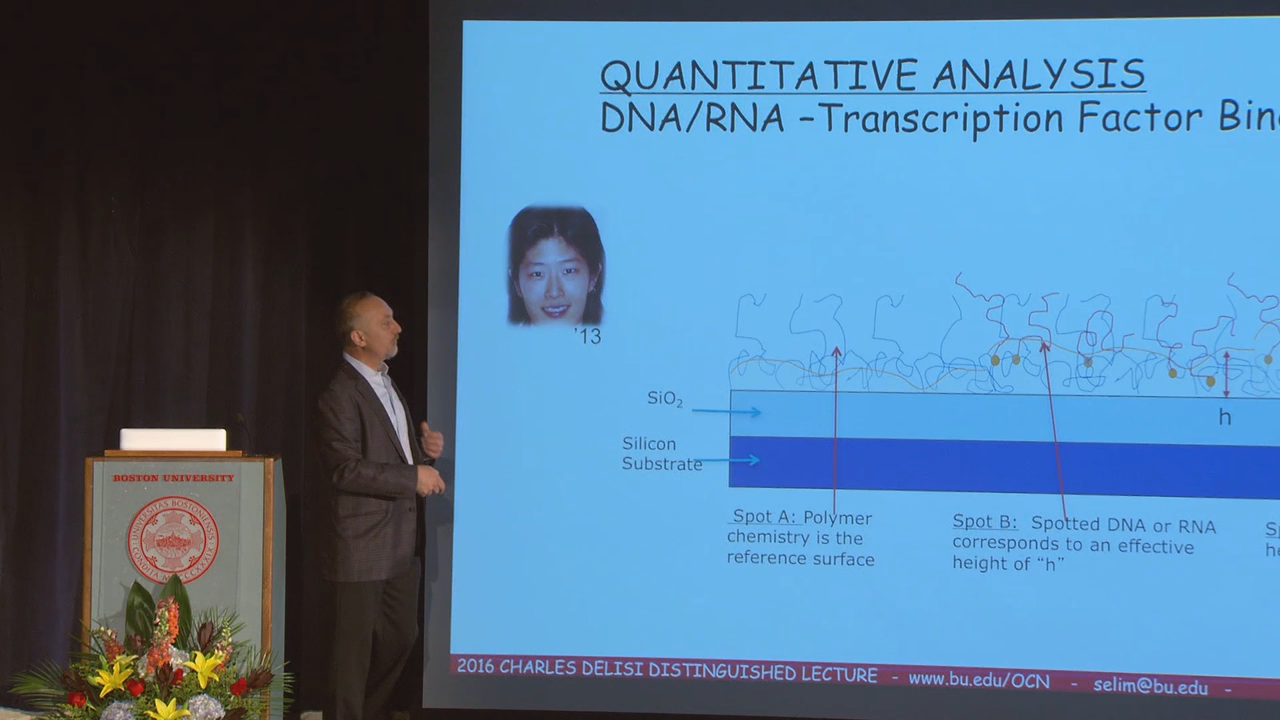 QUANTITATIVE ANALYSIS
DNA/RNA –Transcription Factor
'13
SiO₂
h
Silicon
Substrate
Spot A: Polymer
chemistry is the
reference surface
Spot B: Spotted DNA or RNA
corresponds to an effective
height of “h”
BOSTON UNIVERSITY
2016 CHARLES DELISI DISTINGUISHED LECTURE - www.bu.edu/OCN - selim@bu.edu -